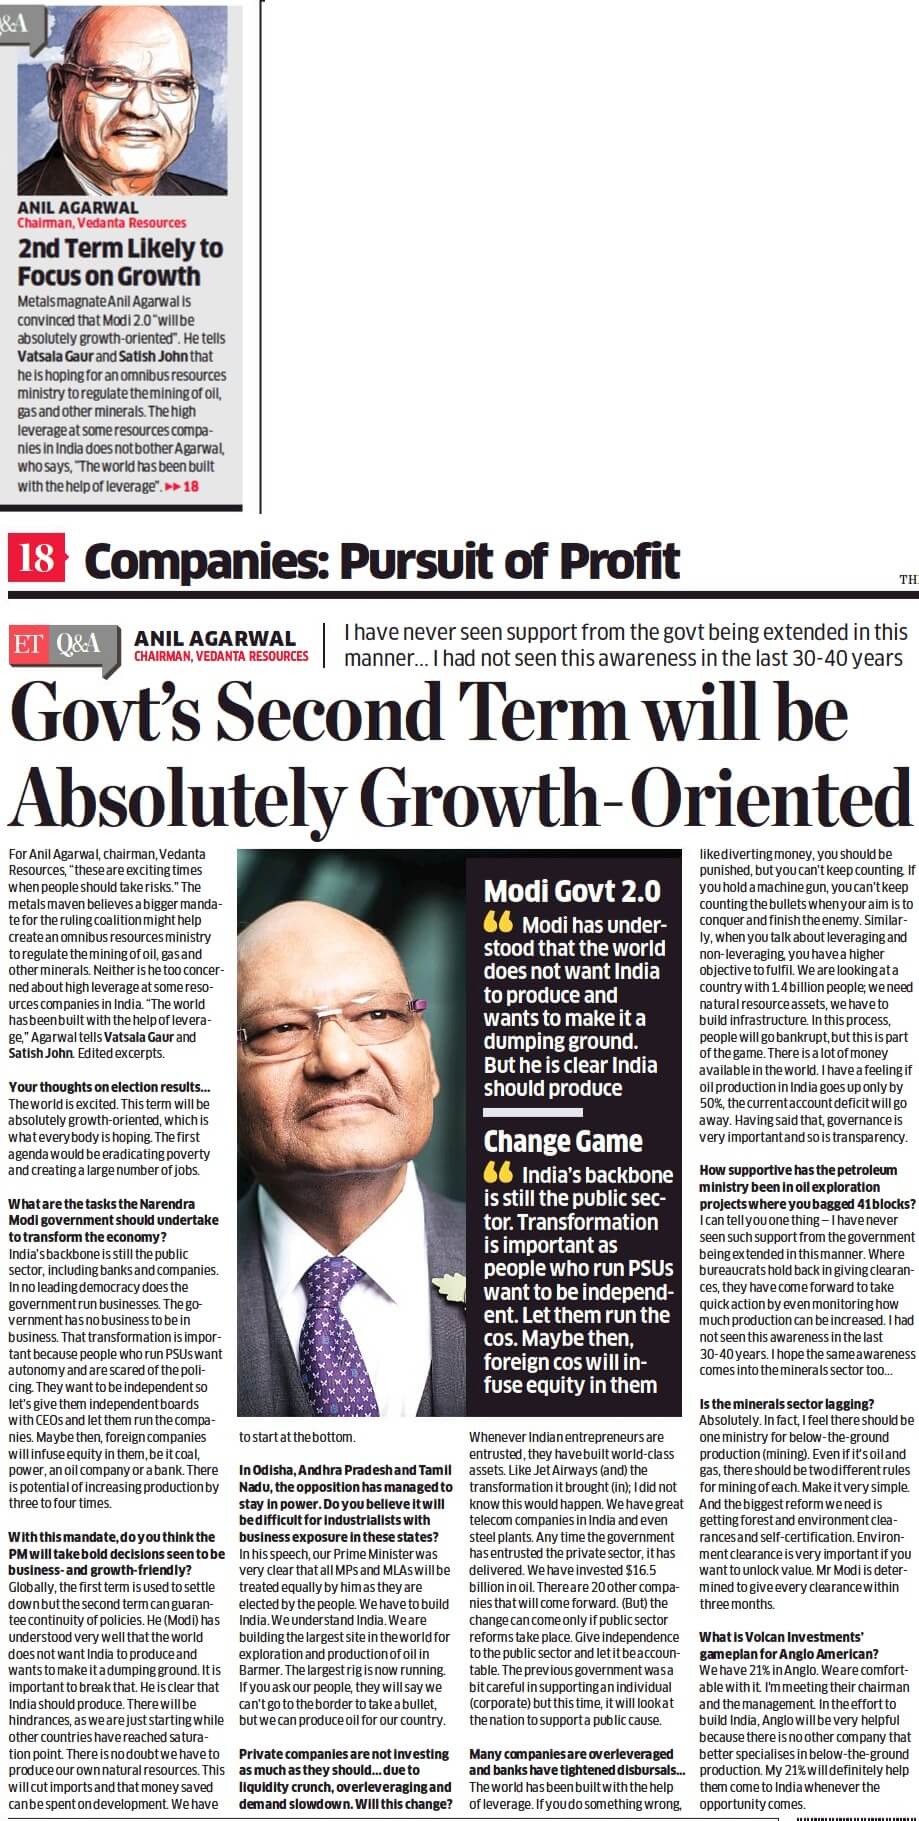 Q&A
ANIL AGARWAL
Chairman, Vedanta Resources
2nd Term Likely to
Focus on Growth
Metals magnate Anil Agarwal is
convinced that Modi 2.0 "will be
absolutely growth-oriented". He tells
Vatsala Gaur and Satish John that
he is hoping for an omnibus resources
ministry to regulate the mining of oil,
gas and other minerals. The high
leverage at some resources compa-
nies in India does not bother Agarwal,
who says, "The world has been built
with the help of leverage". ▸▸ 18
18 Companies: Pursuit of Profit
THE
ET Q&A
ANIL AGARWAL
CHAIRMAN, VEDANTA RESOURCES
I have never seen support from the govt being extended in this
manner... I had not seen this awareness in the last 30-40 years
Govt's Second Term will be
Absolutely Growth-Oriented
For Anil Agarwal, chairman, Vedanta
Resources, "these are exciting times
when people should take risks." The
metals maven believes a bigger manda-
te for the ruling coalition might help
create an omnibus resources ministry
to regulate the mining of oil, gas and
other minerals. Neither is he too concer-
ned about high leverage at some reso-
urces companies in India. "The world
has been built with the help of levera-
ge," Agarwal tells Vatsala Gaur and
Satish John. Edited excerpts.
Your thoughts on election results...
The world is excited. This term will be
absolutely growth-oriented, which is
what everybody is hoping. The first
agenda would be eradicating poverty
and creating a large number of jobs.
What are the tasks the Narendra
Modi government should undertake
to transform the economy?
India's backbone is still the public
sector, including banks and companies.
In no leading democracy does the
government run businesses. The go-
vernment has no business to be in
business. That transformation is impor-
tant because people who run PSUs want
autonomy and are scared of the poli-
cing. They want to be independent so
let's give them independent boards
with CEOs and let them run the compa-
nies. Maybe then, foreign companies
will infuse equity in them, be it coal,
power, an oil company or a bank. There
is potential of increasing production by
three to four times.
With this mandate, do you think the
PM will take bold decisions seen to be
business- and growth-friendly?
Globally, the first term is used to settle
down but the second term can guaran-
tee continuity of policies. He (Modi) has
understood very well that the world
does not want India to produce and
wants to make it a dumping ground. It is
important to break that. He is clear that
India should produce. There will be
hindrances, as we are just starting while
other countries have reached satura-
tion point. There is no doubt we have to
produce our own natural resources. This
will cut imports and that money saved
can be spent on development. We have
Modi Govt 2.0
“ Modi has under-
stood that the world
does not want India
to produce and
wants to make it a
dumping ground.
But he is clear India
should produce
Change Game
“ India's backbone
is still the public sec-
tor. Transformation
is important as
people who run PSUs
want to be independ-
ent. Let them run the
cos. Maybe then,
foreign cos will in-
fuse equity in them
to start at the bottom.
In Odisha, Andhra Pradesh and Tamil
Nadu, the opposition has managed to
stay in power. Do you believe it will
be difficult for industrialists with
business exposure in these states?
In his speech, our Prime Minister was
very clear that all MPs and MLAs will be
treated equally by him as they are
elected by the people. We have to build
India. We understand India. We are
building the largest site in the world for
exploration and production of oil in
Barmer. The largest rig is now running.
If you ask our people, they will say we
can't go to the border to take a bullet,
but we can produce oil for our country.
Private companies are not investing
as much as they should... due to
liquidity crunch, overleveraging and
demand slowdown. Will this change?
Whenever Indian entrepreneurs are
entrusted, they have built world-class
assets. Like Jet Airways (and) the
transformation it brought (in); I did not
know this would happen. We have great
telecom companies in India and even
steel plants. Any time the government
has entrusted the private sector, it has
delivered. We have invested $16.5
billion in oil. There are 20 other compa-
nies that will come forward. (But) the
change can come only if public sector
reforms take place. Give independence
to the public sector and let it be accoun-
table. The previous government was a
bit careful in supporting an individual
(corporate) but this time, it will look at
the nation to support a public cause.
Many companies are overleveraged
and banks have tightened disbursals...
The world has been built with the help
of leverage. If you do something wrong,
like diverting money, you should be
punished, but you can't keep counting. If
you hold a machine gun, you can't keep
counting the bullets when your aim is to
conquer and finish the enemy. Similar-
ly, when you talk about leveraging and
non-leveraging, you have a higher
objective to fulfil. We are looking at a
country with 1.4 billion people; we need
natural resource assets, we have to
build infrastructure. In this process,
people will go bankrupt, but this is part
of the game. There is a lot of money
available in the world. I have a feeling if
oil production in India goes up only by
50%, the current account deficit will go
away. Having said that, governance is
very important and so is transparency.
How supportive has the petroleum
ministry been in oil exploration
projects where you bagged 41 blocks?
I can tell you one thing – I have never
seen such support from the government
being extended in this manner. Where
bureaucrats hold back in giving clearan-
ces, they have come forward to take
quick action by even monitoring how
much production can be increased. I had
not seen this awareness in the last
30-40 years. I hope the same awareness
comes into the minerals sector too...
Is the minerals sector lagging?
Absolutely. In fact, I feel there should be
one ministry for below-the-ground
production (mining). Even if it's oil and
gas, there should be two different rules
for mining of each. Make it very simple.
And the biggest reform we need is
getting forest and environment clea-
rances and self-certification. Environ-
ment clearance is very important if you
want to unlock value. Mr Modi is deter-
mined to give every clearance within
three months.
What is Volcan Investments'
gameplan for Anglo American?
We have 21% in Anglo. We are comfort-
able with it. I'm meeting their chairman
and the management. In the effort to
build India, Anglo will be very helpful
because there is no other company that
better specialises in below-the-ground
production. My 21% will definitely help
them come to India whenever the
opportunity comes.